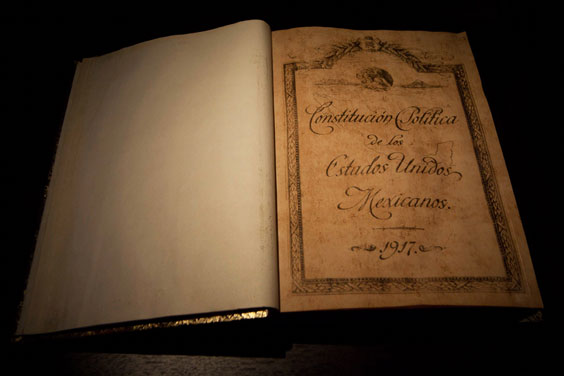 Constitución Política
de los
Estados Unidos
Mexicanos.
1917.